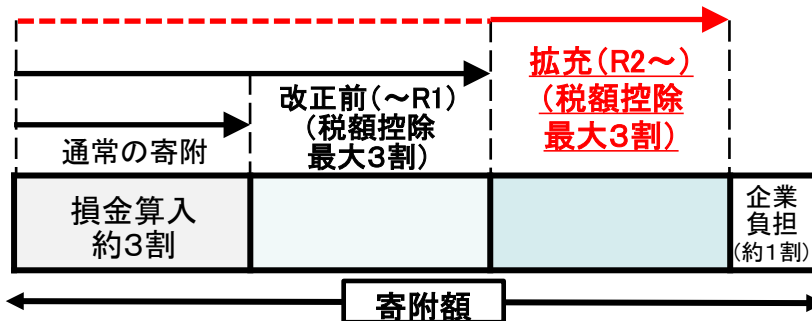 拡充(R2～)
(税額控除
最大3割)
改正前(～R1)
(税額控除
最大3割)
通常の寄附
損金算入
約3割
企業
負担
(約1割)
寄附額